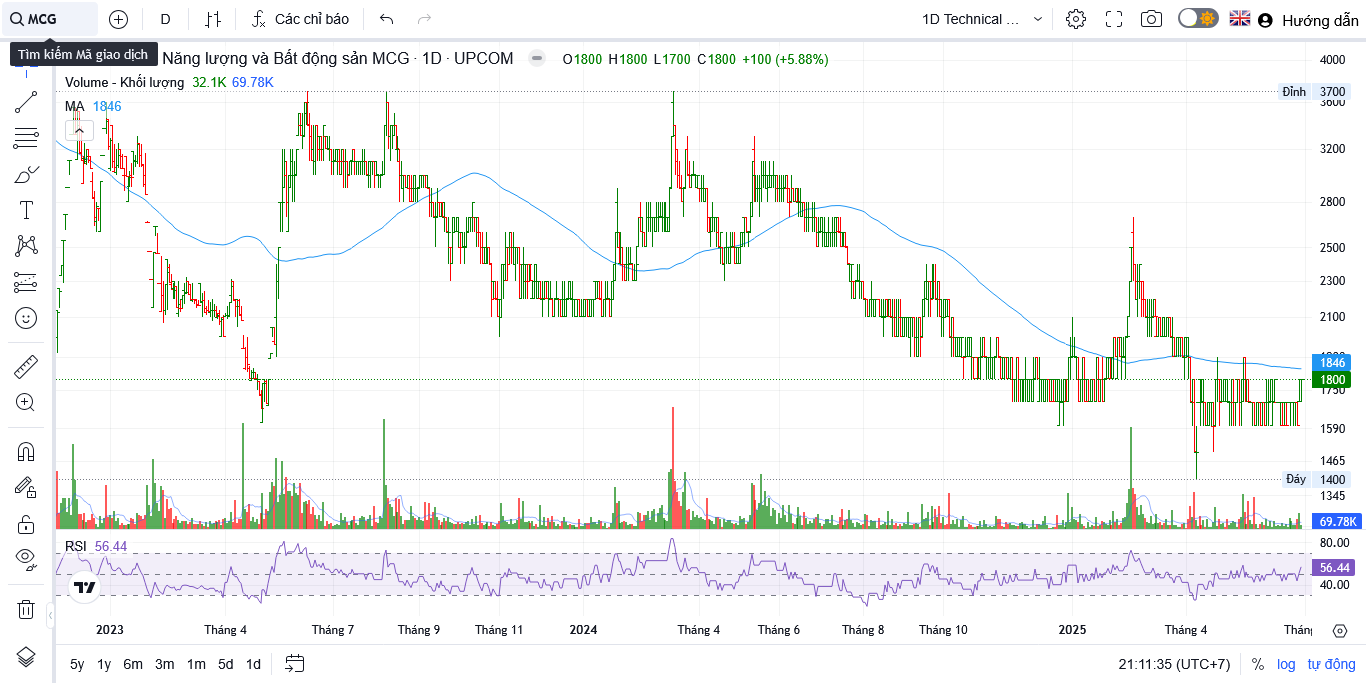 MCG D Các chỉ báo 1D Technical ... Hướng dẫn
Tìm kiếm Mã giao dịch Năng lượng và Bất động sản MCG · 1D · UPCOM O1800 H1800 L1700 C1800 +100 (+5.88%)
4000
Volume - Khối lượng 32.1K 69.78K
Đỉnh 3700
3600
MA 1846
3200
2800
2500
2300
2100
1846
1800
1750
1590
1465
Đáy 1400
1345
69.78K
RSI 56.44
80.00
56.44
40.00
2023 Tháng 4 Tháng 7 Tháng 9 Tháng 11 2024 Tháng 4 Tháng 6 Tháng 8 Tháng 10 2025 Tháng 4
5y 1y 6m 3m 1m 5d 1d 21:11:35 (UTC+7) % log tự động